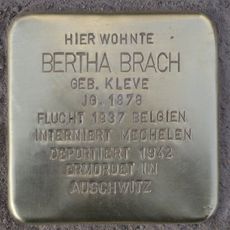 HIER WOHNTE
BERTHA BRACH
GEB. KLEVE
JG. 1878
FLUCHT 1937 BELGIEN
INTERNIERT MECHELEN
DEPORTIERT 1942
ERMORDET IN
AUSCHWITZ